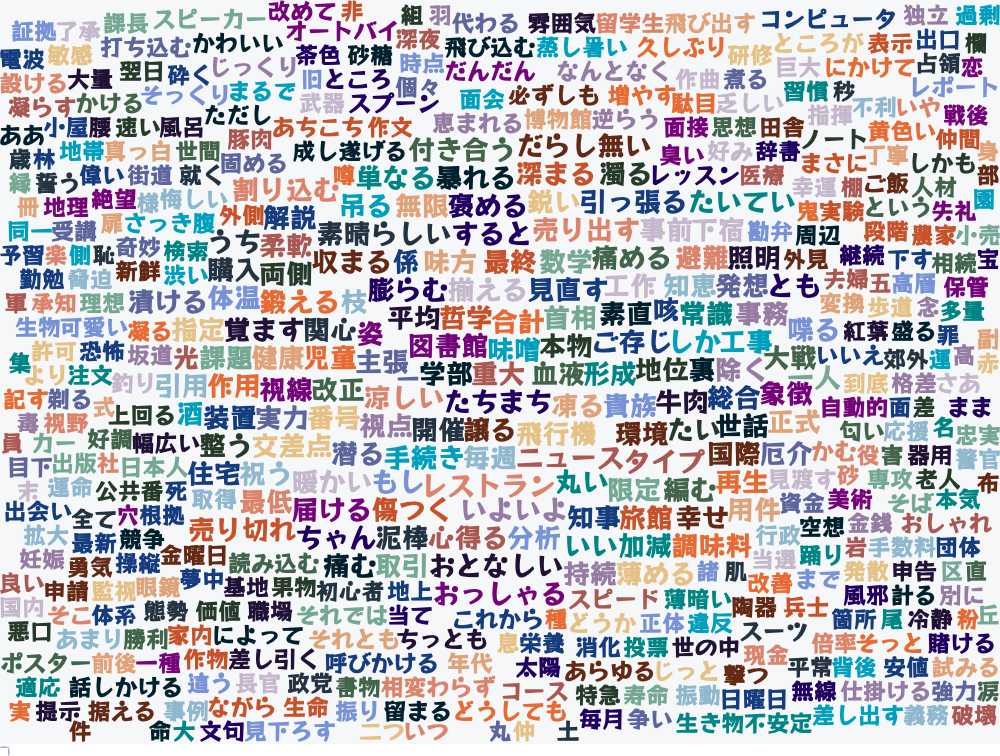 証拠 了承 課長 スピーカー 改めて 非 オートバイ 組 羽 代わる 雰囲気 留学生 飛び出す コンピュータ 独立 過剰
電波 敏感 打ち込む かわいい 茶色 砂糖 深夜 飛び込む 蒸し暑い 久しぶり 研修 ところが 表示 出口 欄
設ける 大量 翌日 砕く じっくり 旧 ところ 時点 だんだん なんとなく 作曲 煮る 巨大 にかけて 占領 恋
凝らす かける そっくり まるで 武器 スプーン 個々 面会 必ずしも 増やす 駄目 乏しい 習慣 秒 レポート
ああ 小屋 腰 速い 風呂 ただし 豚肉 あちこち 作文 恵まれる 博物館 逆らう 面接 思想 田舎 指揮 不利 いや 戦後
歳 林 地帯 真っ白 世間 固める 成し遂げる 付き合う だらし無い 臭い 好み 辞書 ノート 黄色い 仲間 身
縁 誓う 偉い 街道 就く 噂 単なる 暴れる 深まる 濁る レッスン 医療 まさに 丁寧 しかも 部
冊 地理 絶望 様 悔しい 割り込む 吊る 無限 褒める 鋭い 引っ張る たいてい 幸運 棚 ご飯 人材 園
同一 受講 扉 さっき 腹 外側 解説 素晴らしい すると 売り出す 事前 下宿 勘弁 周辺 鬼 実験 という 失礼
予習 楽 側 恥 奇妙 検索 うち 柔軟 収まる 係 味方 最終 数学 痛める 避難 照明 外見 段階 農家 小売
勤勉 脅迫 新鮮 渋い 購入 両側 膨らむ 揃える 見直す 工作 知恵 発想 とも 継続 下す 相続 宝
軍 承知 理想 漬ける 体温 鍛える 枝 夫婦 五 高層 保管
生物 可愛い 凝る 指定 覚ます 関心 姿 平均 哲学 合計 首相 素直 咳 常識 事務 変換 歩道 念 多量
集 許可 恐怖 坂道 光 課題 健康 児童 主張 図書館 味噌 本物 ご存じ しか 工事 喋る 紅葉 盛る 罪 副
より 注文 釣り 引用 作用 視線 改正 一 学部 重大 血液 形成 地位 裏 除く 大戦 いいえ 郊外 運 高 赤
記す 剃る 式 上回る 酒 装置 実力 番号 涼しい たちまち 凍る 貴族 牛肉 総合 象徴 一人 到底 格差 さあ
毒 視野 視点 開催 譲る 飛行機 環境 たい 世話 正式 自動的 面 差 まま
員 カー 好調 幅広い 整う 交差点 潜る 手続き 毎週 ニュース タイプ 国際 厄介 かむ 匂い 応援 名 忠実
目下 出版社 日本人 住宅 祝う 暖かい もし レストラン 丸い 限定 編む 再生 見渡す 砂 役害 器用 警官
末 運命 公共 番 死 取得 最低 届ける 傷つく いよいよ 知事 旅館 幸せ 用件 資金 美術 専攻 老人 布
出会い 全て 穴 根拠 売り切れ ちゃん 泥棒 心得る 分析 いい加減 調味料 行政 空想 金銭 そば 本気 おしゃれ
拡大 最新 競争 金曜日 読み込む 痛む 取引 おとなしい 持続 薄める 諸 肌 当選 踊り 岩 手数料 団体
妊娠 勇気 操縦 夢中 基地 果物 初心者 地上 おっしゃる スピード 薄暗い 改善 まで 発散 申告 区 直
良い 申請 監視 眼鏡 陶器 兵士 風邪 計る 別に
国内 そこ 体系 態勢 価値 職場 それでは 当て これから 種 どうか 正体 違反 スーツ 箇所 尾 冷静 粉 丘
悪口 あまり 勝利 家内 によって それとも ちっとも 息 栄養 消化 投票 世の中 現金 倍率 そっと 賭ける
ポスター 前後 一種 作物 差し引く 呼びかける 年代 太陽 あらゆる じっと 撃つ 平常 背後 安値 試みる
適応 話しかける 違う 長官 政党 書物 相変わらず コース 特急 寿命 振動 日曜日 無線 仕掛ける 強力 涙
実 提示 据える 事例 ながら 生命 振り 留まる どうしても 毎月 争い 生き物 不安定 差し出す 義務 破壊
件 命 大 文句 見下ろす 二つ いつ 丸 仲 土